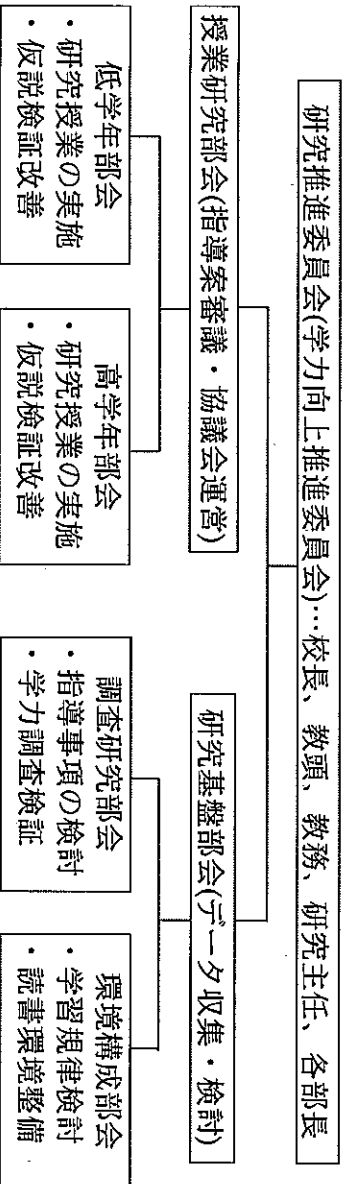 研究推進委員会(学力向上推進委員会)…校長、教頭、教務、研究主任、各部長
授業研究部会(指導案審議・協議会運営)
研究基盤部会(データ収集・検討)
低学年部会
・研究授業の実施
・仮説検証改善
高学年部会
・研究授業の実施
・仮説検証改善
調査研究部会
・指導事項の検討
・学力調査検証
環境構成部会
・学習規律検討
・読書環境整備